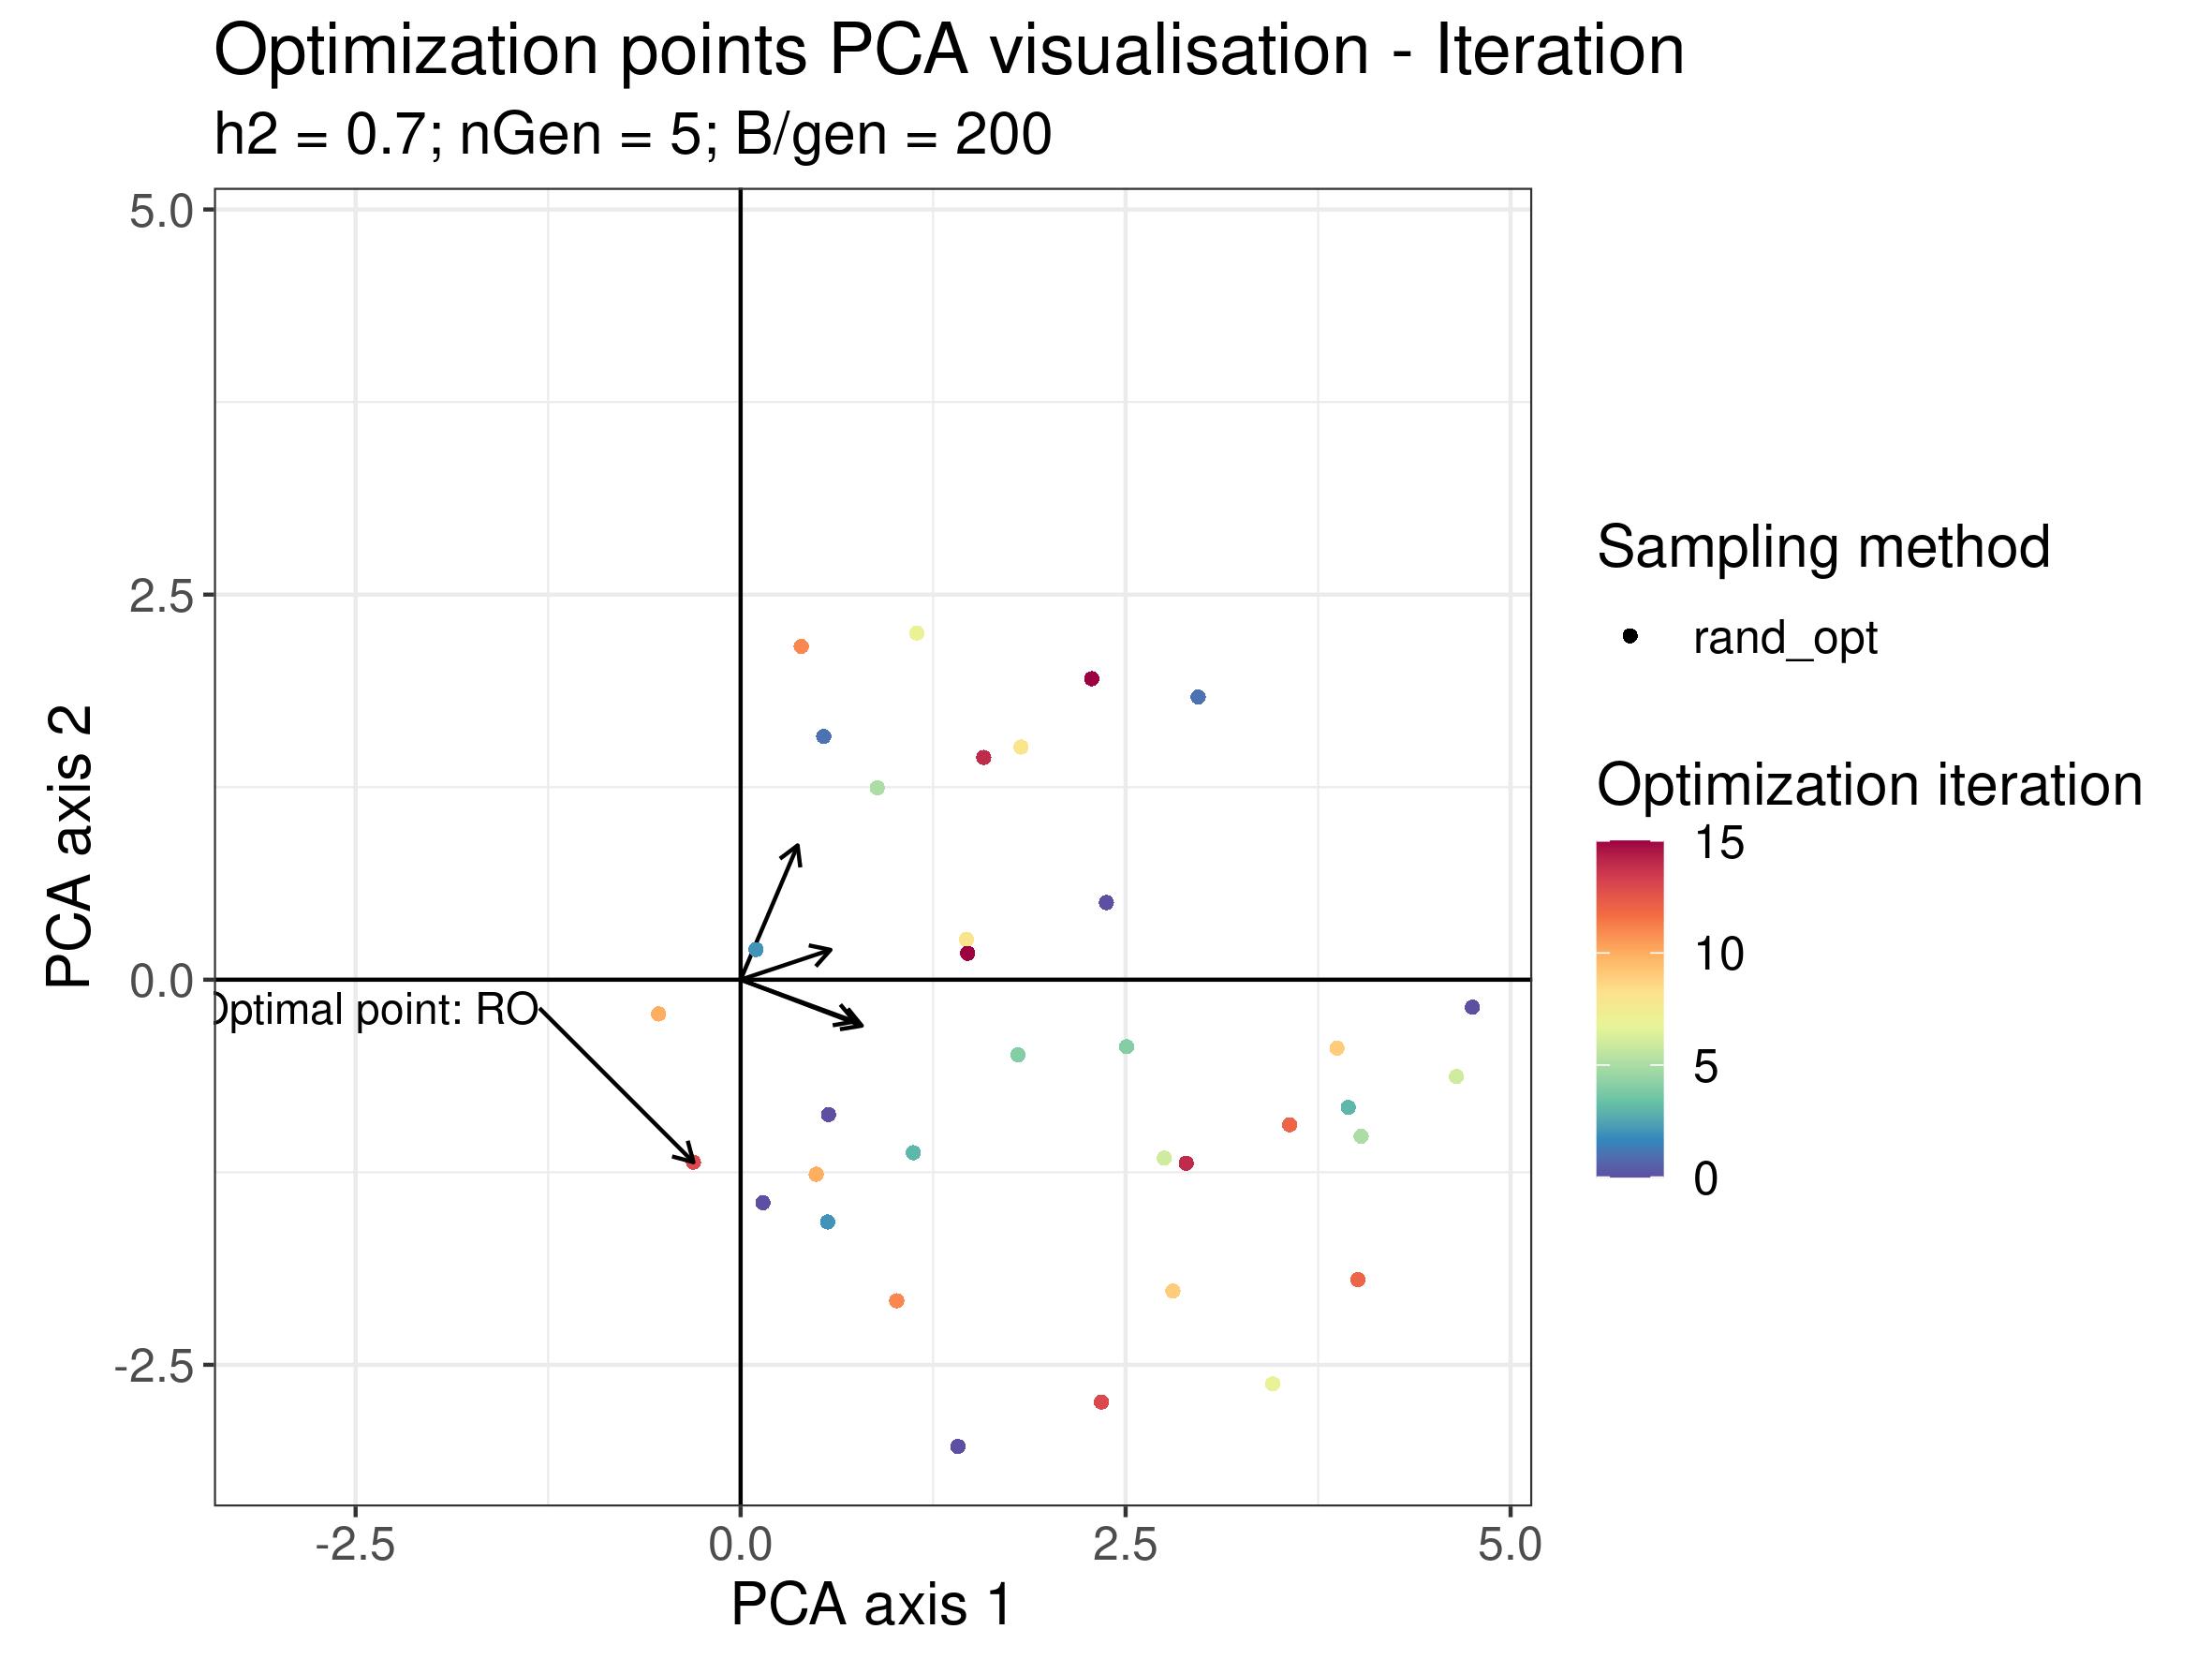 Optimization points PCA visualisation - Iteration
h2 = 0.7; nGen = 5; B/gen = 200
5.0
2.5
0.0
-2.5
PCA axis 2
Optimal point: RO
-2.5
0.0
2.5
5.0
PCA axis 1
Sampling method
rand_opt
Optimization iteration
15
10
5
0